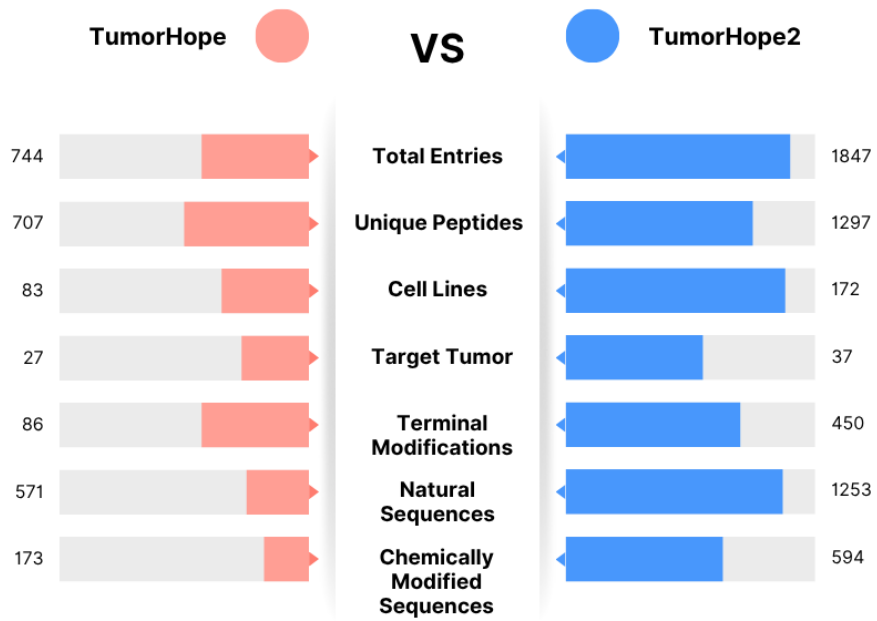 TumorHope
VS
TumorHope2
744
Total Entries
1847
707
Unique Peptides
1297
83
Cell Lines
172
27
Target Tumor
37
86
Terminal
Modifications
450
571
Natural
Sequences
1253
173
Chemically
Modified
Sequences
594